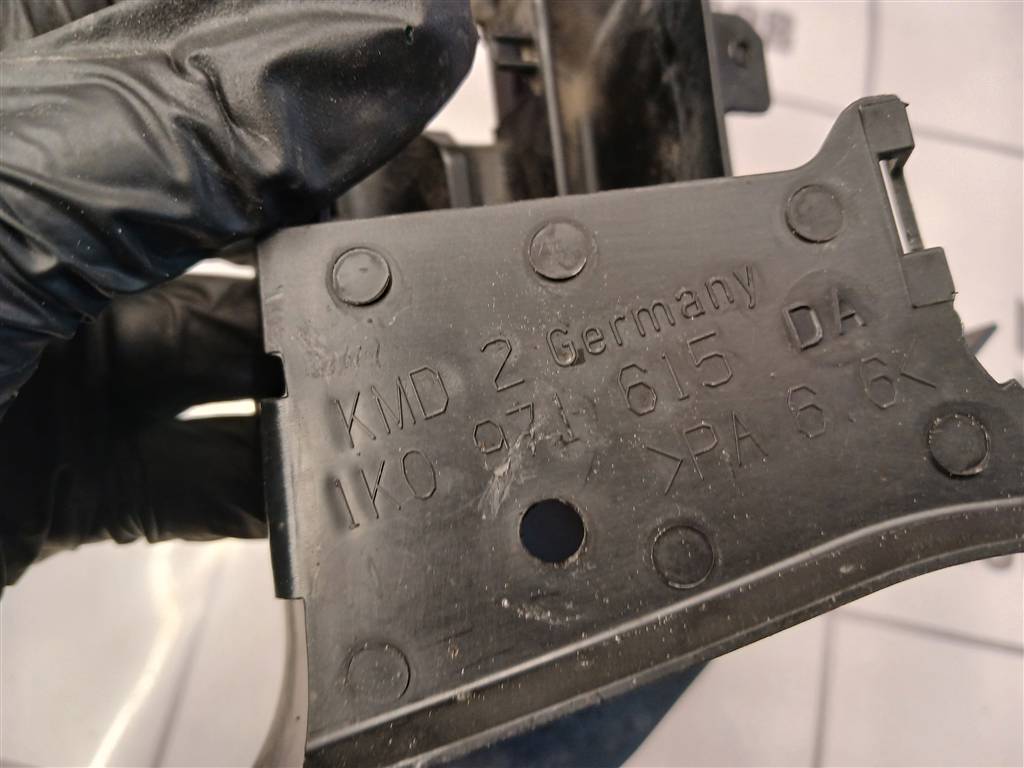 KMD 2 Germany
1K0 971 615 DA
>PA 6.6<